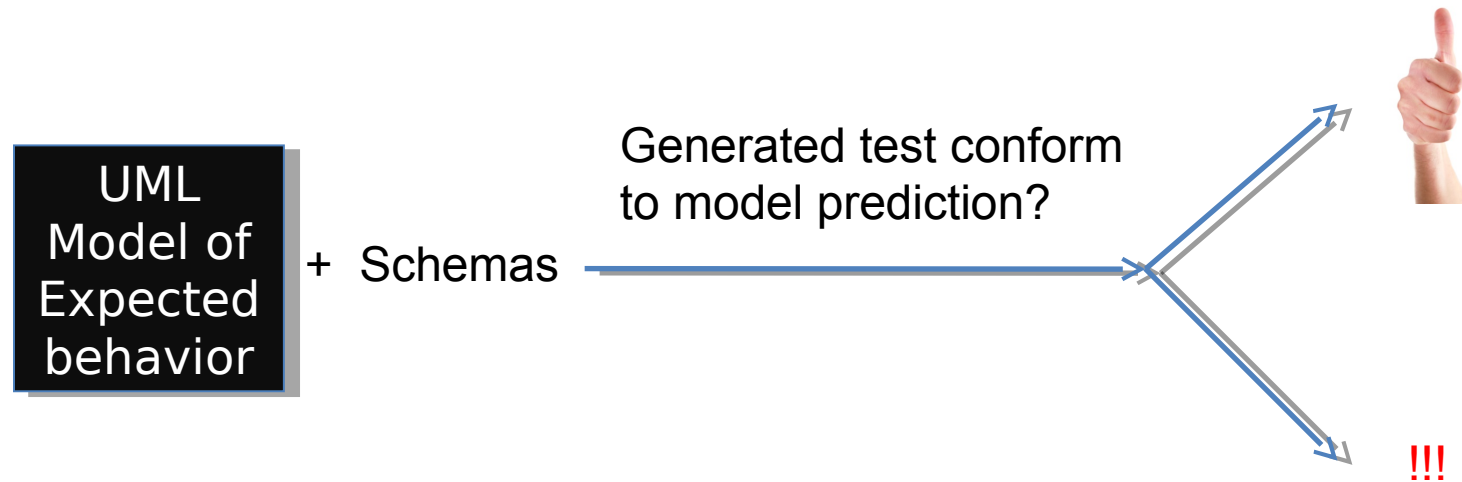 UML
Model of
Expected
behavior
+ Schemas
Generated test conform
to model prediction?
!!!